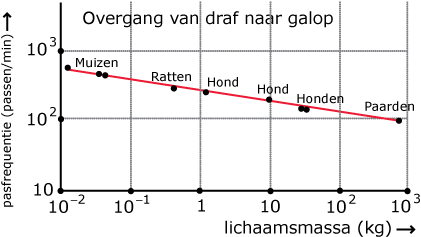 Overgang van draf naar galop
pasfrequentie (passen/min) →
10³
10²
10
Muizen
Ratten
Hond
Hond
Honden
Paarden
10⁻² 10⁻¹ 1 10 10² 10³
lichaamsmassa (kg) →